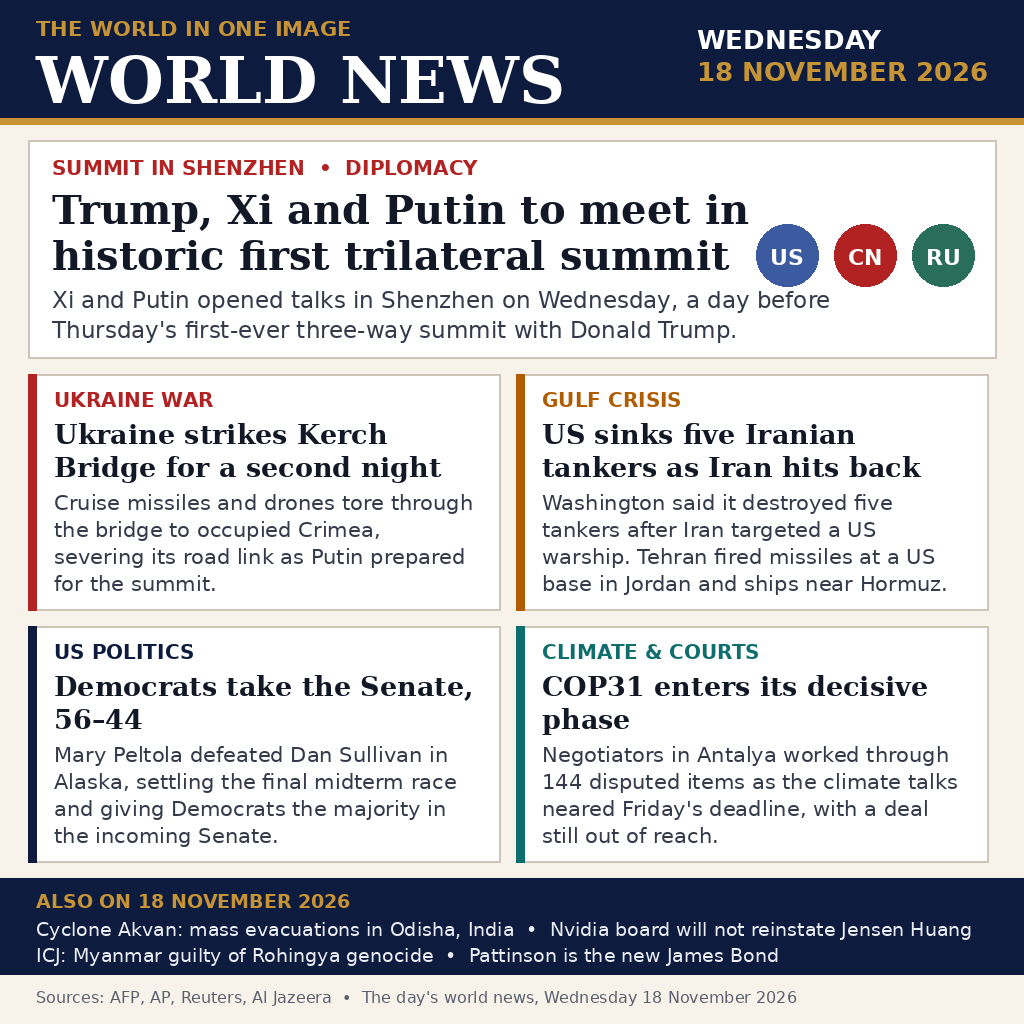 THE WORLD IN ONE IMAGE
WORLD NEWS
WEDNESDAY
18 NOVEMBER 2026
SUMMIT IN SHENZHEN • DIPLOMACY
Trump, Xi and Putin to meet in
historic first trilateral summit
US CN RU
Xi and Putin opened talks in Shenzhen on Wednesday, a day before
Thursday's first-ever three-way summit with Donald Trump.
UKRAINE WAR
Ukraine strikes Kerch
Bridge for a second night
Cruise missiles and drones tore through
the bridge to occupied Crimea,
severing its road link as Putin prepared
for the summit.
GULF CRISIS
US sinks five Iranian
tankers as Iran hits back
Washington said it destroyed five
tankers after Iran targeted a US
warship. Tehran fired missiles at a US
base in Jordan and ships near Hormuz.
US POLITICS
Democrats take the Senate,
56–44
Mary Peltola defeated Dan Sullivan in
Alaska, settling the final midterm race
and giving Democrats the majority in
the incoming Senate.
CLIMATE & COURTS
COP31 enters its decisive
phase
Negotiators in Antalya worked through
144 disputed items as the climate talks
neared Friday's deadline, with a deal
still out of reach.
ALSO ON 18 NOVEMBER 2026
Cyclone Akvan: mass evacuations in Odisha, India • Nvidia board will not reinstate Jensen Huang
ICJ: Myanmar guilty of Rohingya genocide • Pattinson is the new James Bond
Sources: AFP, AP, Reuters, Al Jazeera • The day's world news, Wednesday 18 November 2026